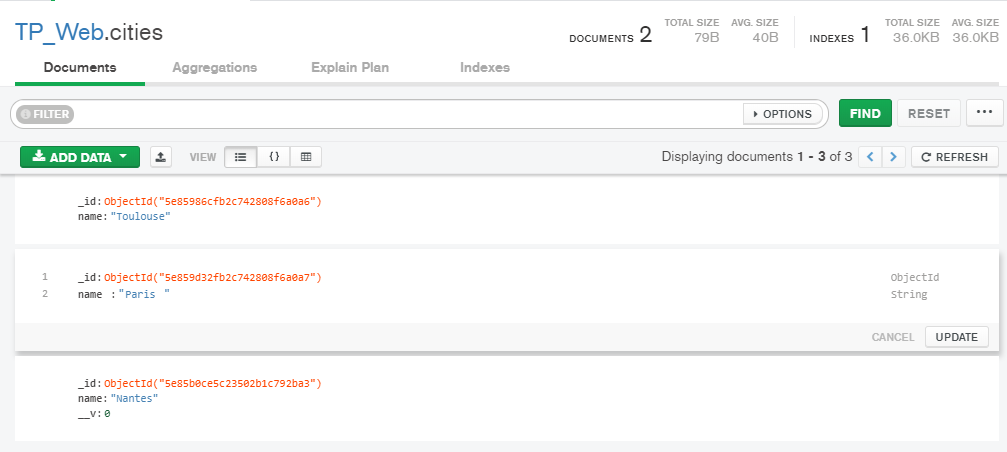 TP_Web.cities
DOCUMENTS 2 TOTAL SIZE 79B AVG. SIZE 40B INDEXES 1 TOTAL SIZE 36.0KB AVG. SIZE 36.0KB
Documents Aggregations Explain Plan Indexes
FILTER OPTIONS FIND RESET ...
ADD DATA VIEW {} Displaying documents 1 - 3 of 3 < > REFRESH
_id: ObjectId("5e85986cfb2c742808f6a0a6")
name: "Toulouse"
1 _id: ObjectId("5e859d32fb2c742808f6a0a7") ObjectId
2 name : "Paris " String
CANCEL UPDATE
_id: ObjectId("5e85b0ce5c23502b1c792ba3")
name: "Nantes"
__v: 0